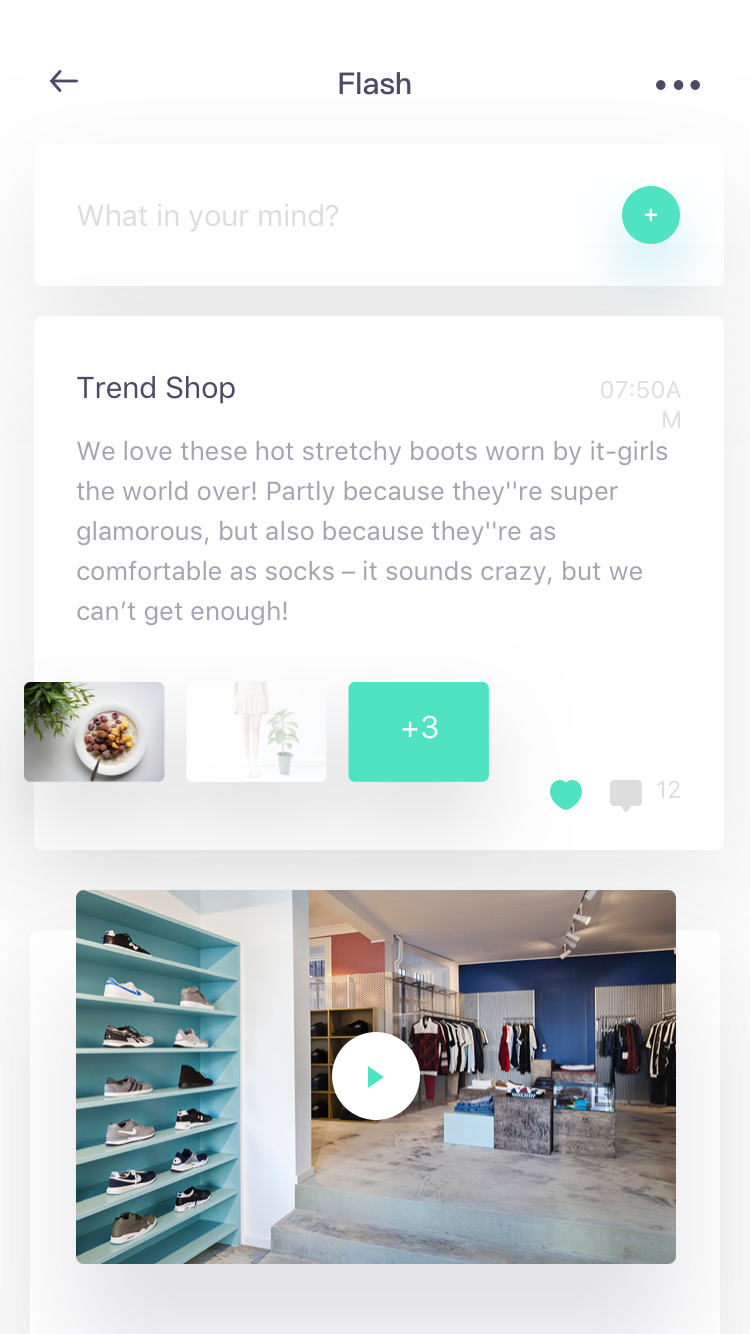 Flash
What in your mind?
+
Trend Shop
07:50A
M
We love these hot stretchy boots worn by it-girls
the world over! Partly because they''re super
glamorous, but also because they''re as
comfortable as socks – it sounds crazy, but we
can’t get enough!
+3
12